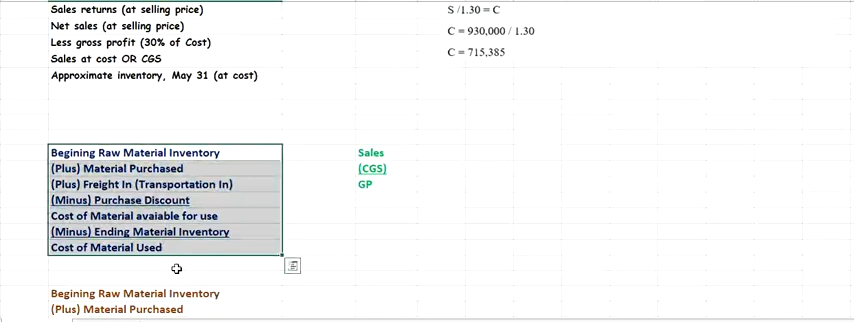 Sales returns (at selling price)
Net sales (at selling price)
Less gross profit (30% of Cost)
Sales at cost OR CGS
Approximate inventory, May 31 (at cost)
S /1.30 = C
C = 930,000 / 1.30
C = 715,385
Begining Raw Material Inventory
(Plus) Material Purchased
(Plus) Freight In (Transportation In)
(Minus) Purchase Discount
Cost of Material avaiable for use
(Minus) Ending Material Inventory
Cost of Material Used
Sales
(CGS)
GP
Begining Raw Material Inventory
(Plus) Material Purchased